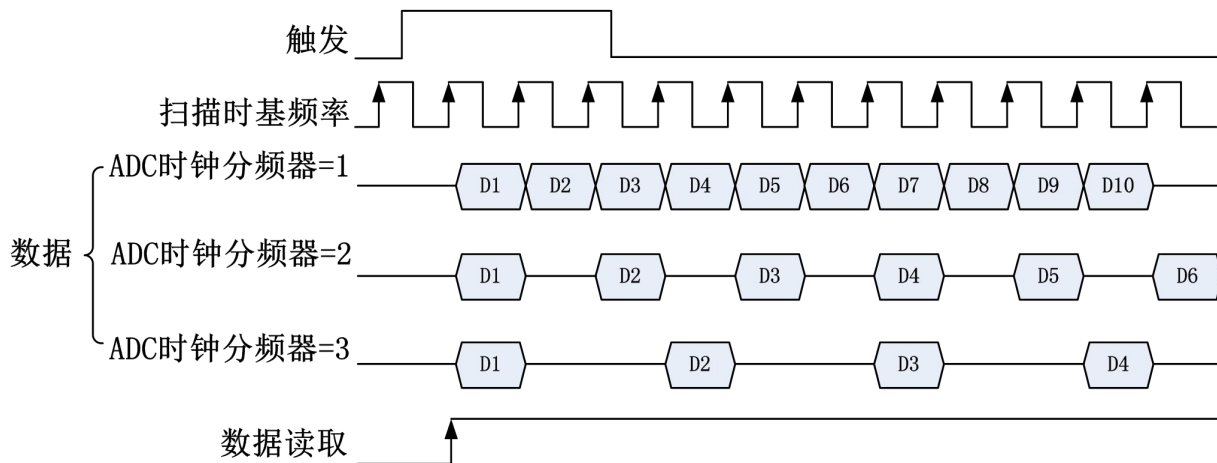 触发
扫描时基频率
ADC时钟分频器=1
D1 D2 D3 D4 D5 D6 D7 D8 D9 D10
数据
ADC时钟分频器=2
D1 D2 D3 D4 D5 D6
ADC时钟分频器=3
D1 D2 D3 D4
数据读取